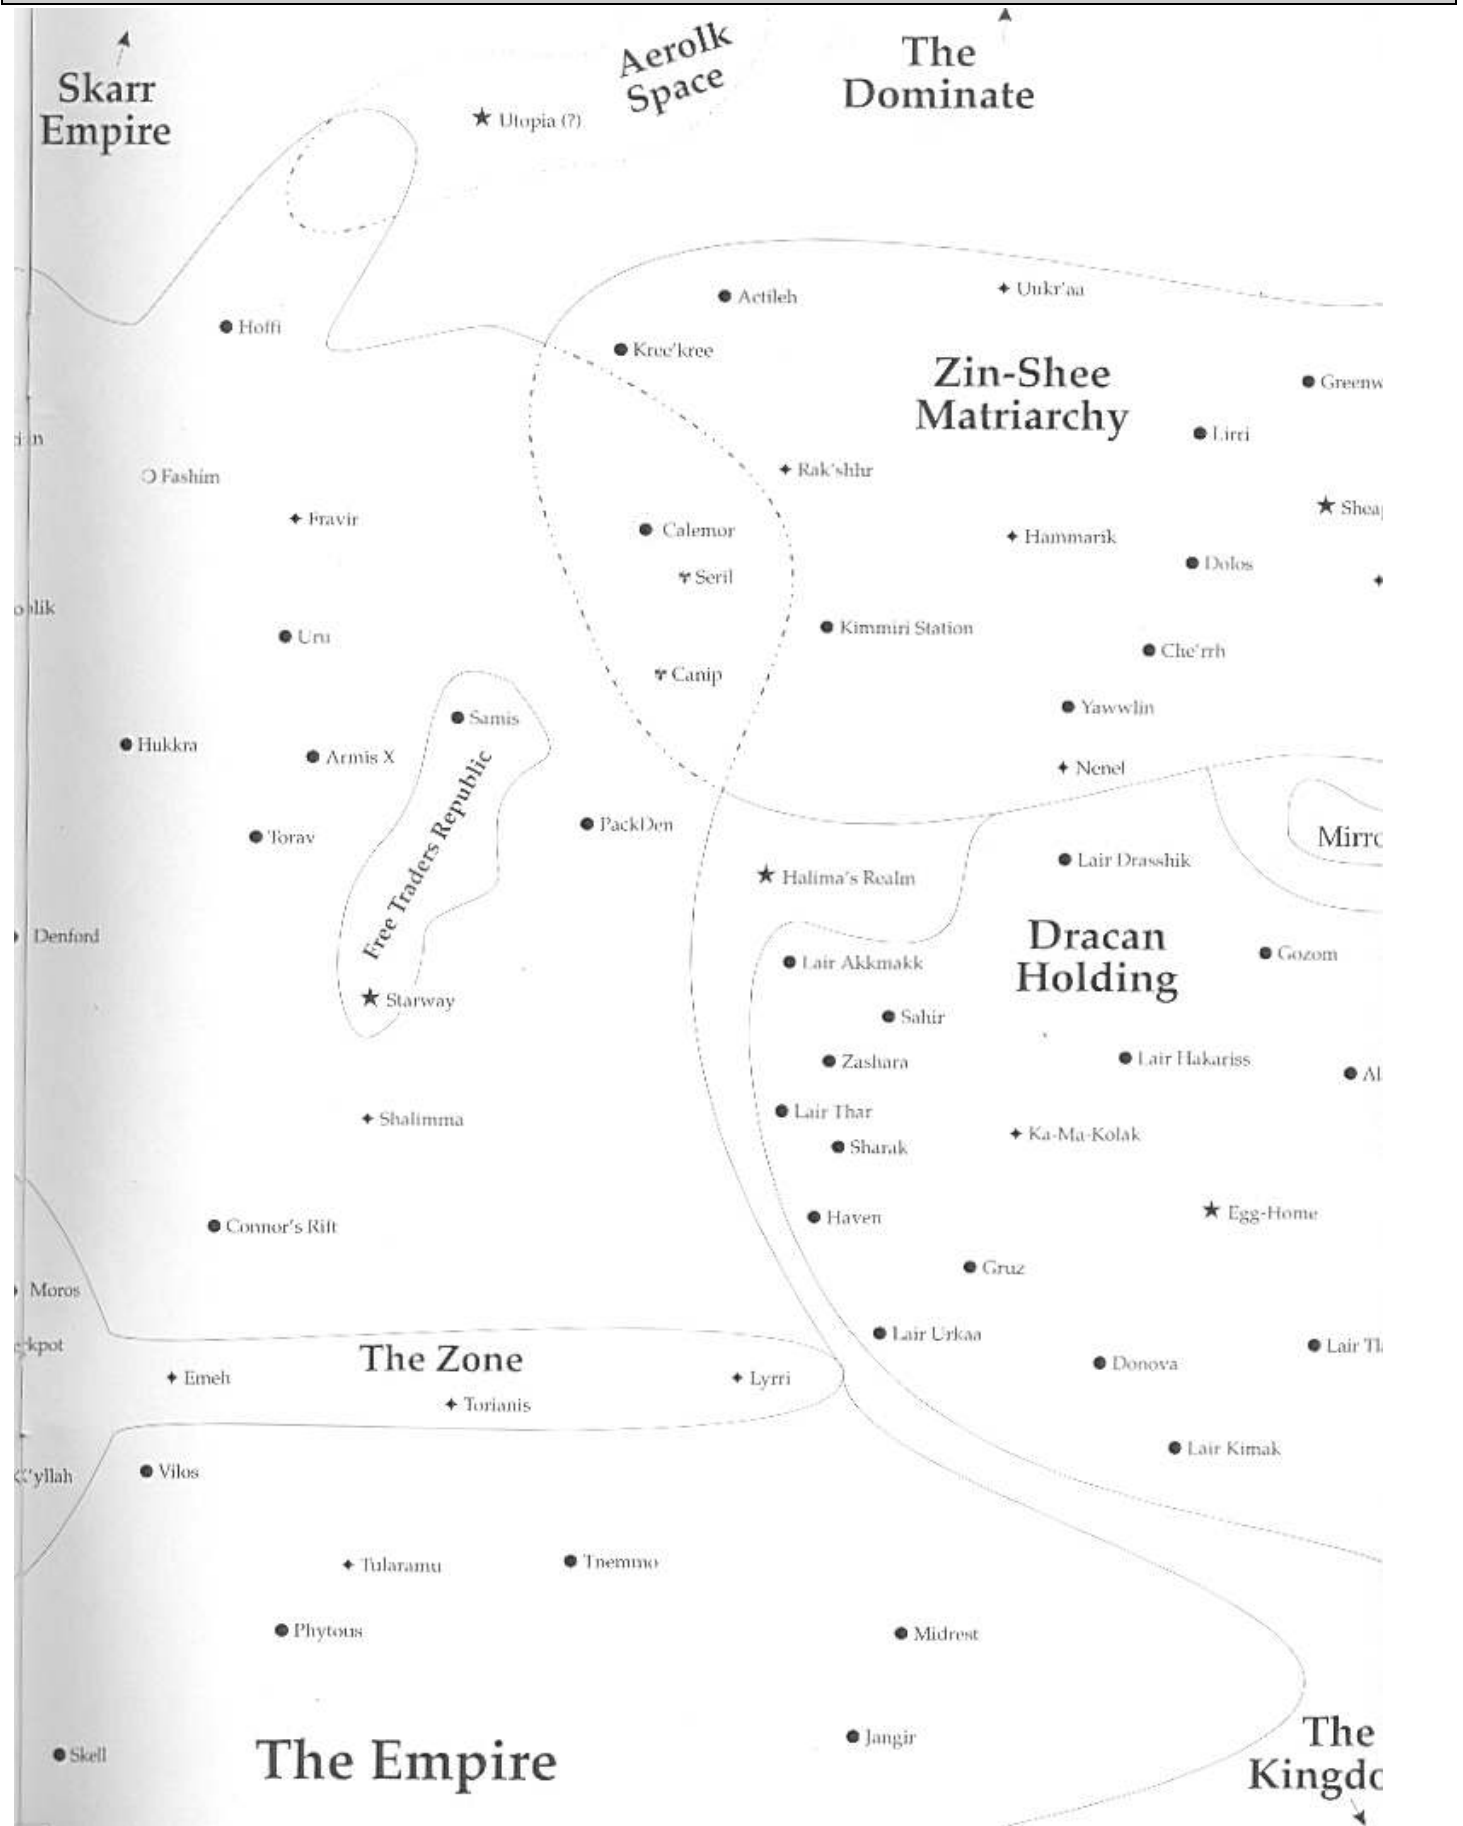 Skarr
Empire
Aerolk
Space
The
Dominate
Utopia (?)
Actileh
Uukr'aa
Hoffi
Kree'kree
Zin-Shee
Matriarchy
Greenw
Lirri
Fashim
Rak'shhr
Shea
Fravir
Calemor
Hammarik
Dolos
Seril
Uru
Kimmiri Station
Che'rrh
Canip
Samis
Yawwlin
Hukkra
Armis X
Nenel
Free Traders Republic
PackDen
Torav
Mirro
Lair Drasshik
Halima's Realm
Denford
Dracan
Holding
Gozom
Lair Akkmakk
Starway
Sahir
Zashara
Lair Hakariss
Al
Lair Thar
Shalimma
Ka-Ma-Kolak
Sharak
Haven
Egg-Home
Connor's Rift
Gruz
Moros
Lair Urkaa
kpot
The Zone
Lair Tl
Donova
Emeh
Lyrri
Torianis
Lair Kimak
'yllah
Vilos
Tularamu
Tnemmo
Phytous
Midrest
Jangir
The
Kingdo
Skell
The Empire